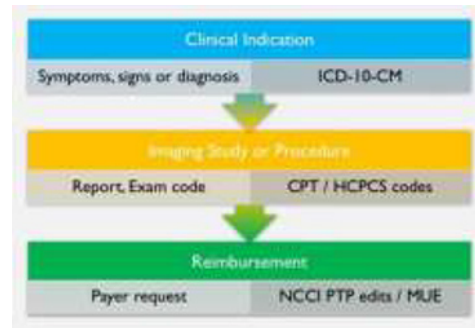 Clinical Indication
Symptoms, signs or diagnosis ICD-10-CM
Imaging Study or Procedure
Report, Exam code CPT / HCPCS codes
Reimbursement
Payer request NCCI PTP edits / MUE